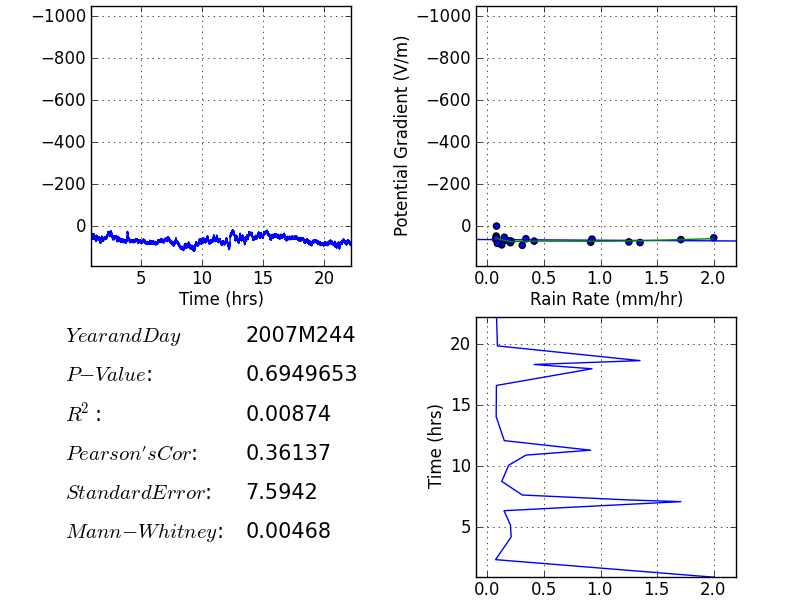 −1000
−800
−600
−400
−200
0
5 10 15 20
Time (hrs)
Potential Gradient (V/m)
−1000
−800
−600
−400
−200
0
0.0 0.5 1.0 1.5 2.0
Rain Rate (mm/hr)
YearandDay 2007M244
P−Value: 0.6949653
R² : 0.00874
Pearson'sCor: 0.36137
StandardError: 7.5942
Mann−Whitney: 0.00468
Time (hrs)
20
15
10
5
0.0 0.5 1.0 1.5 2.0